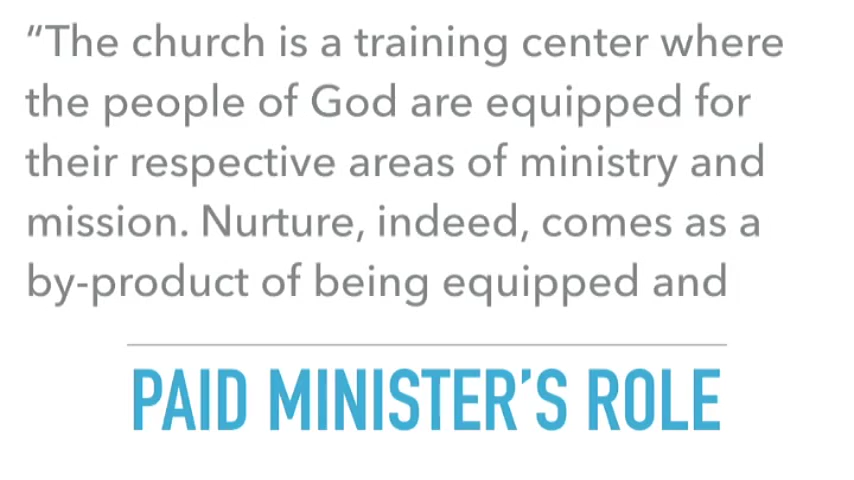 ”The church is a training center where
the people of God are equipped for
their respective areas of ministry and
mission. Nurture, indeed, comes as a
by-product of being equipped and
PAID MINISTER’S ROLE